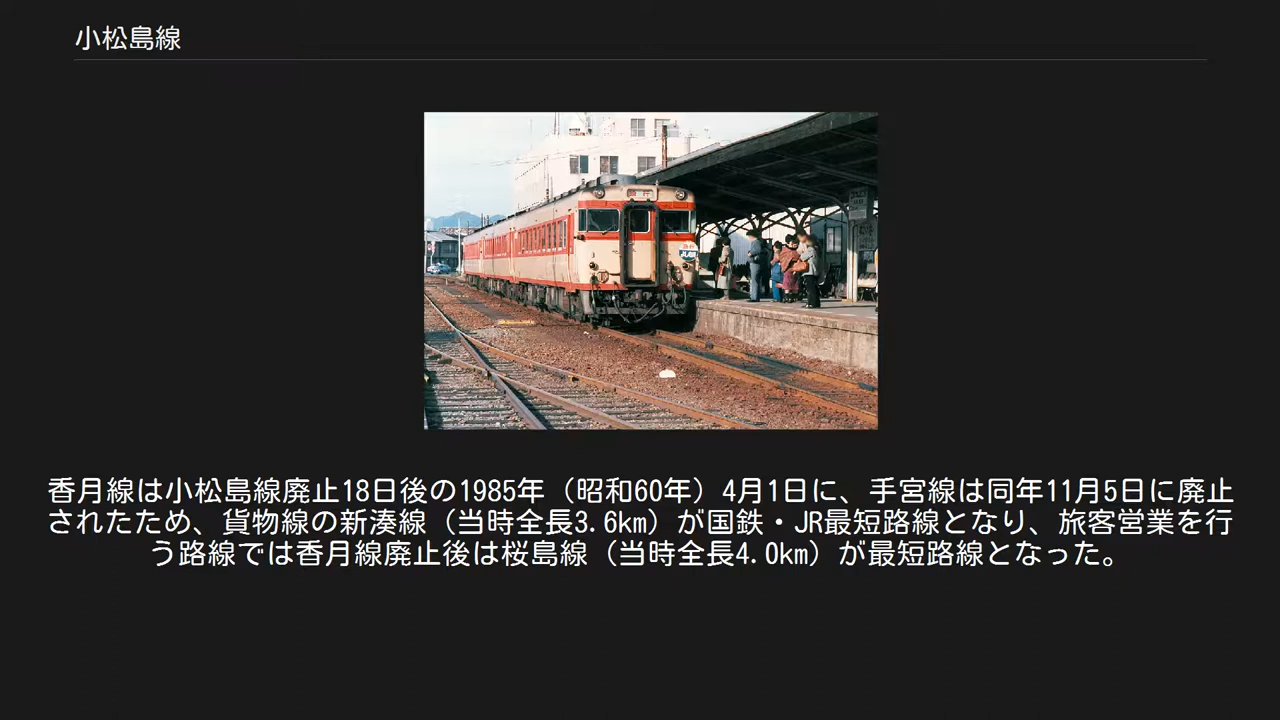 小松島線
香月線は小松島線廃止18日後の1985年（昭和60年）4月1日に、手宮線は同年11月5日に廃止
されたため、貨物線の新湊線（当時全長3.6km）が国鉄・JR最短路線となり、旅客営業を行
う路線では香月線廃止後は桜島線（当時全長4.0km）が最短路線となった。